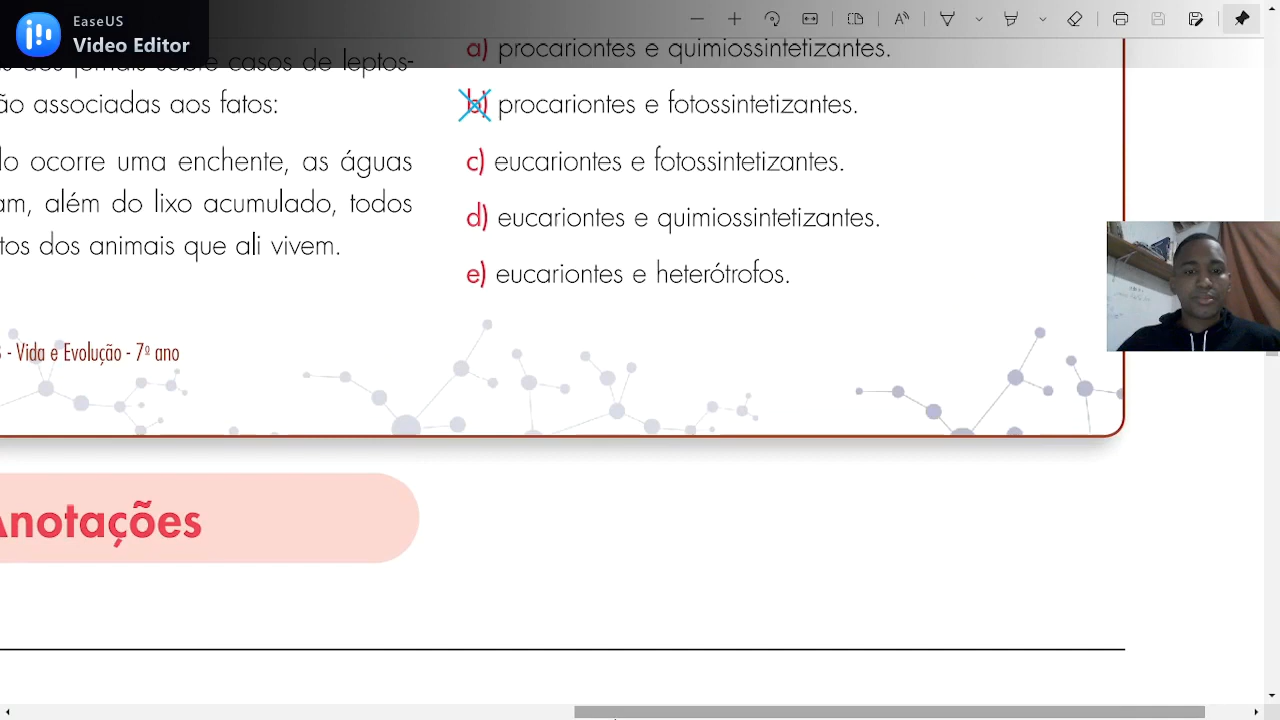 EaseUS
Video Editor
sobre casos de leptos-
ão associadas aos fatos:
lo ocorre uma enchente, as águas
am, além do lixo acumulado, todos
tos dos animais que ali vivem.
- Vida e Evolução - 7º ano
a) procariontes e quimiossintetizantes.
b) procariontes e fotossintetizantes.
c) eucariontes e fotossintetizantes.
d) eucariontes e quimiossintetizantes.
e) eucariontes e heterótrofos.
Anotações